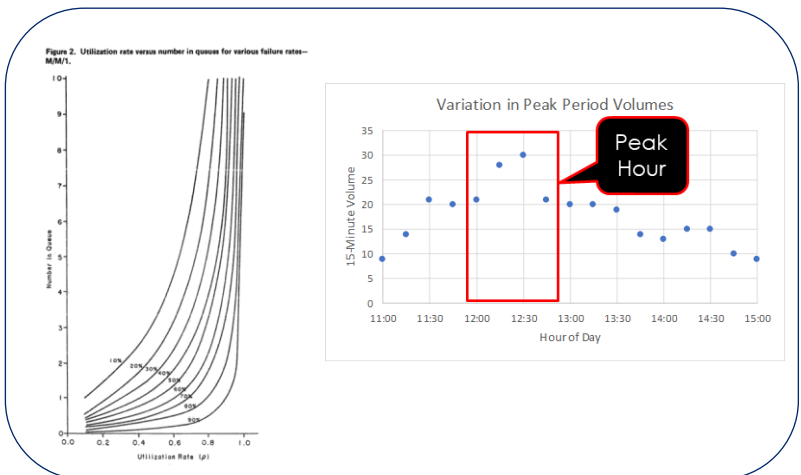 Figure 2. Utilization rate versus number in queues for various failure rates—
M/M/1.
10
9
8
7
6
5
4
3
2
1
0
Number in Queue
10%
20%
30%
40%
50%
60%
70%
80%
90%
0.0 0.2 0.4 0.6 0.8 1.0
Utilization Rate (ρ)
Variation in Peak Period Volumes
35
30
25
20
15
10
5
0
15-Minute Volume
Peak
Hour
11:00 11:30 12:00 12:30 13:00 13:30 14:00 14:30 15:00
Hour of Day